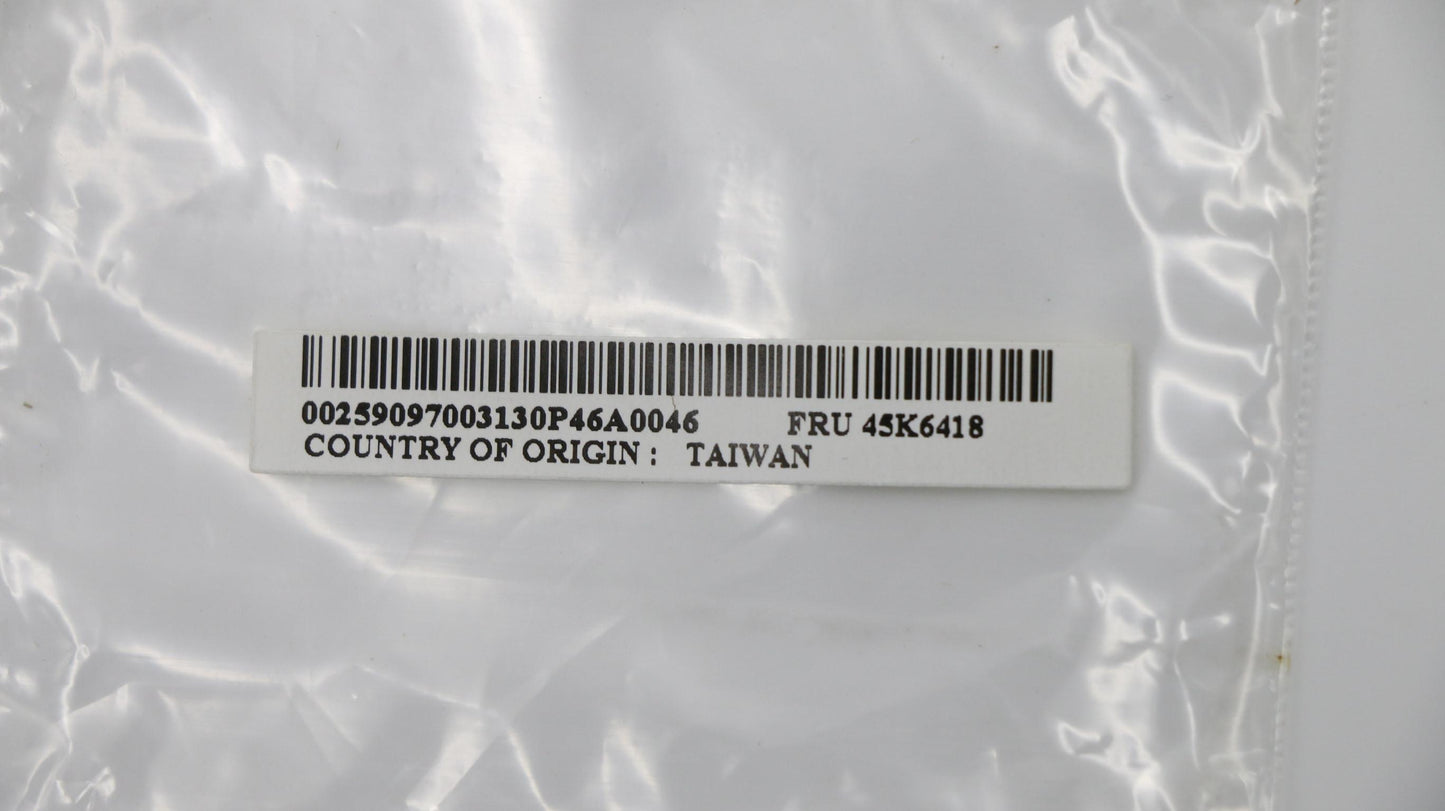 00259097003130P46A0046 FRU 45K6418
COUNTRY OF ORIGIN : TAIWAN